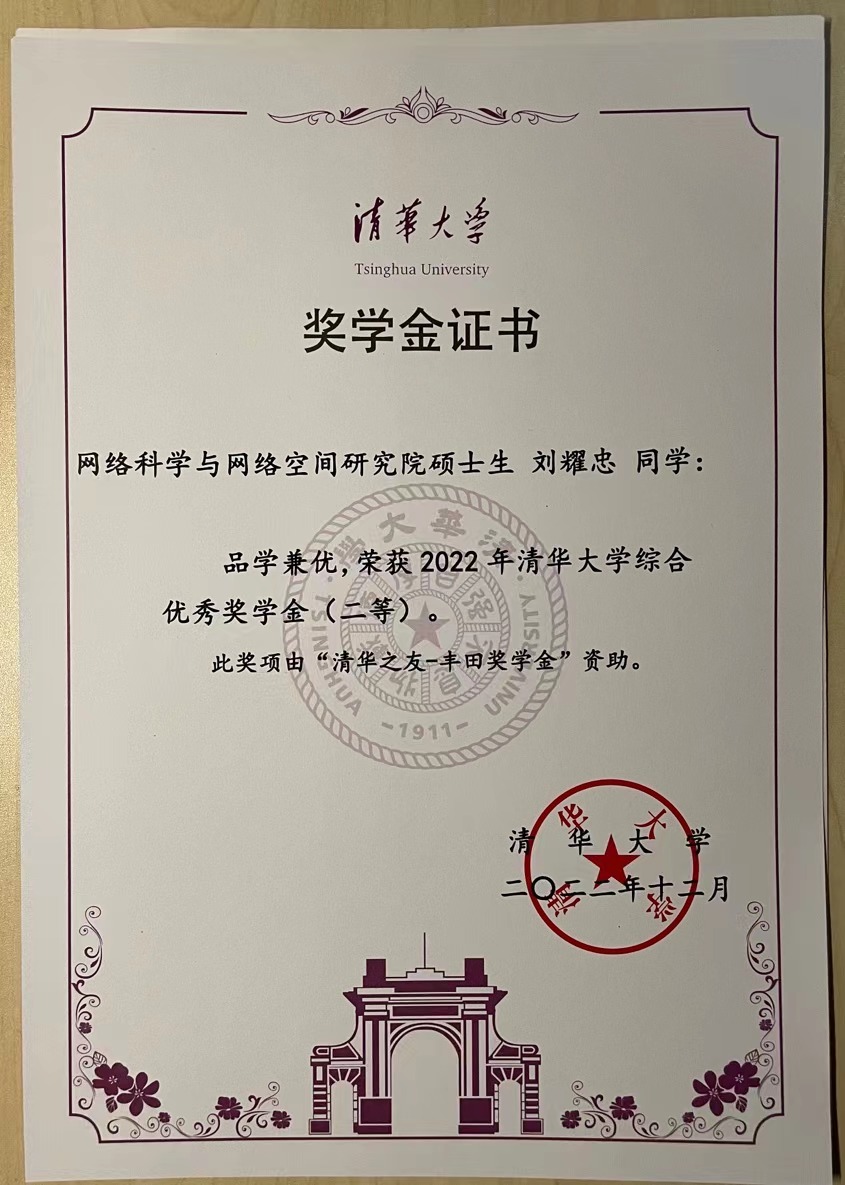 清華大学
Tsinghua University
奖学金证书
网络科学与网络空间研究院硕士生 刘耀忠 同学：
品学兼优，荣获 2022 年清华大学综合
优秀奖学金（二等）。
此奖项由“清华之友-丰田奖学金”资助。
學大華清
TSINGHUA UNIVERSITY
自强
-1911-
清华大学
二〇二二年十二月
清华大学